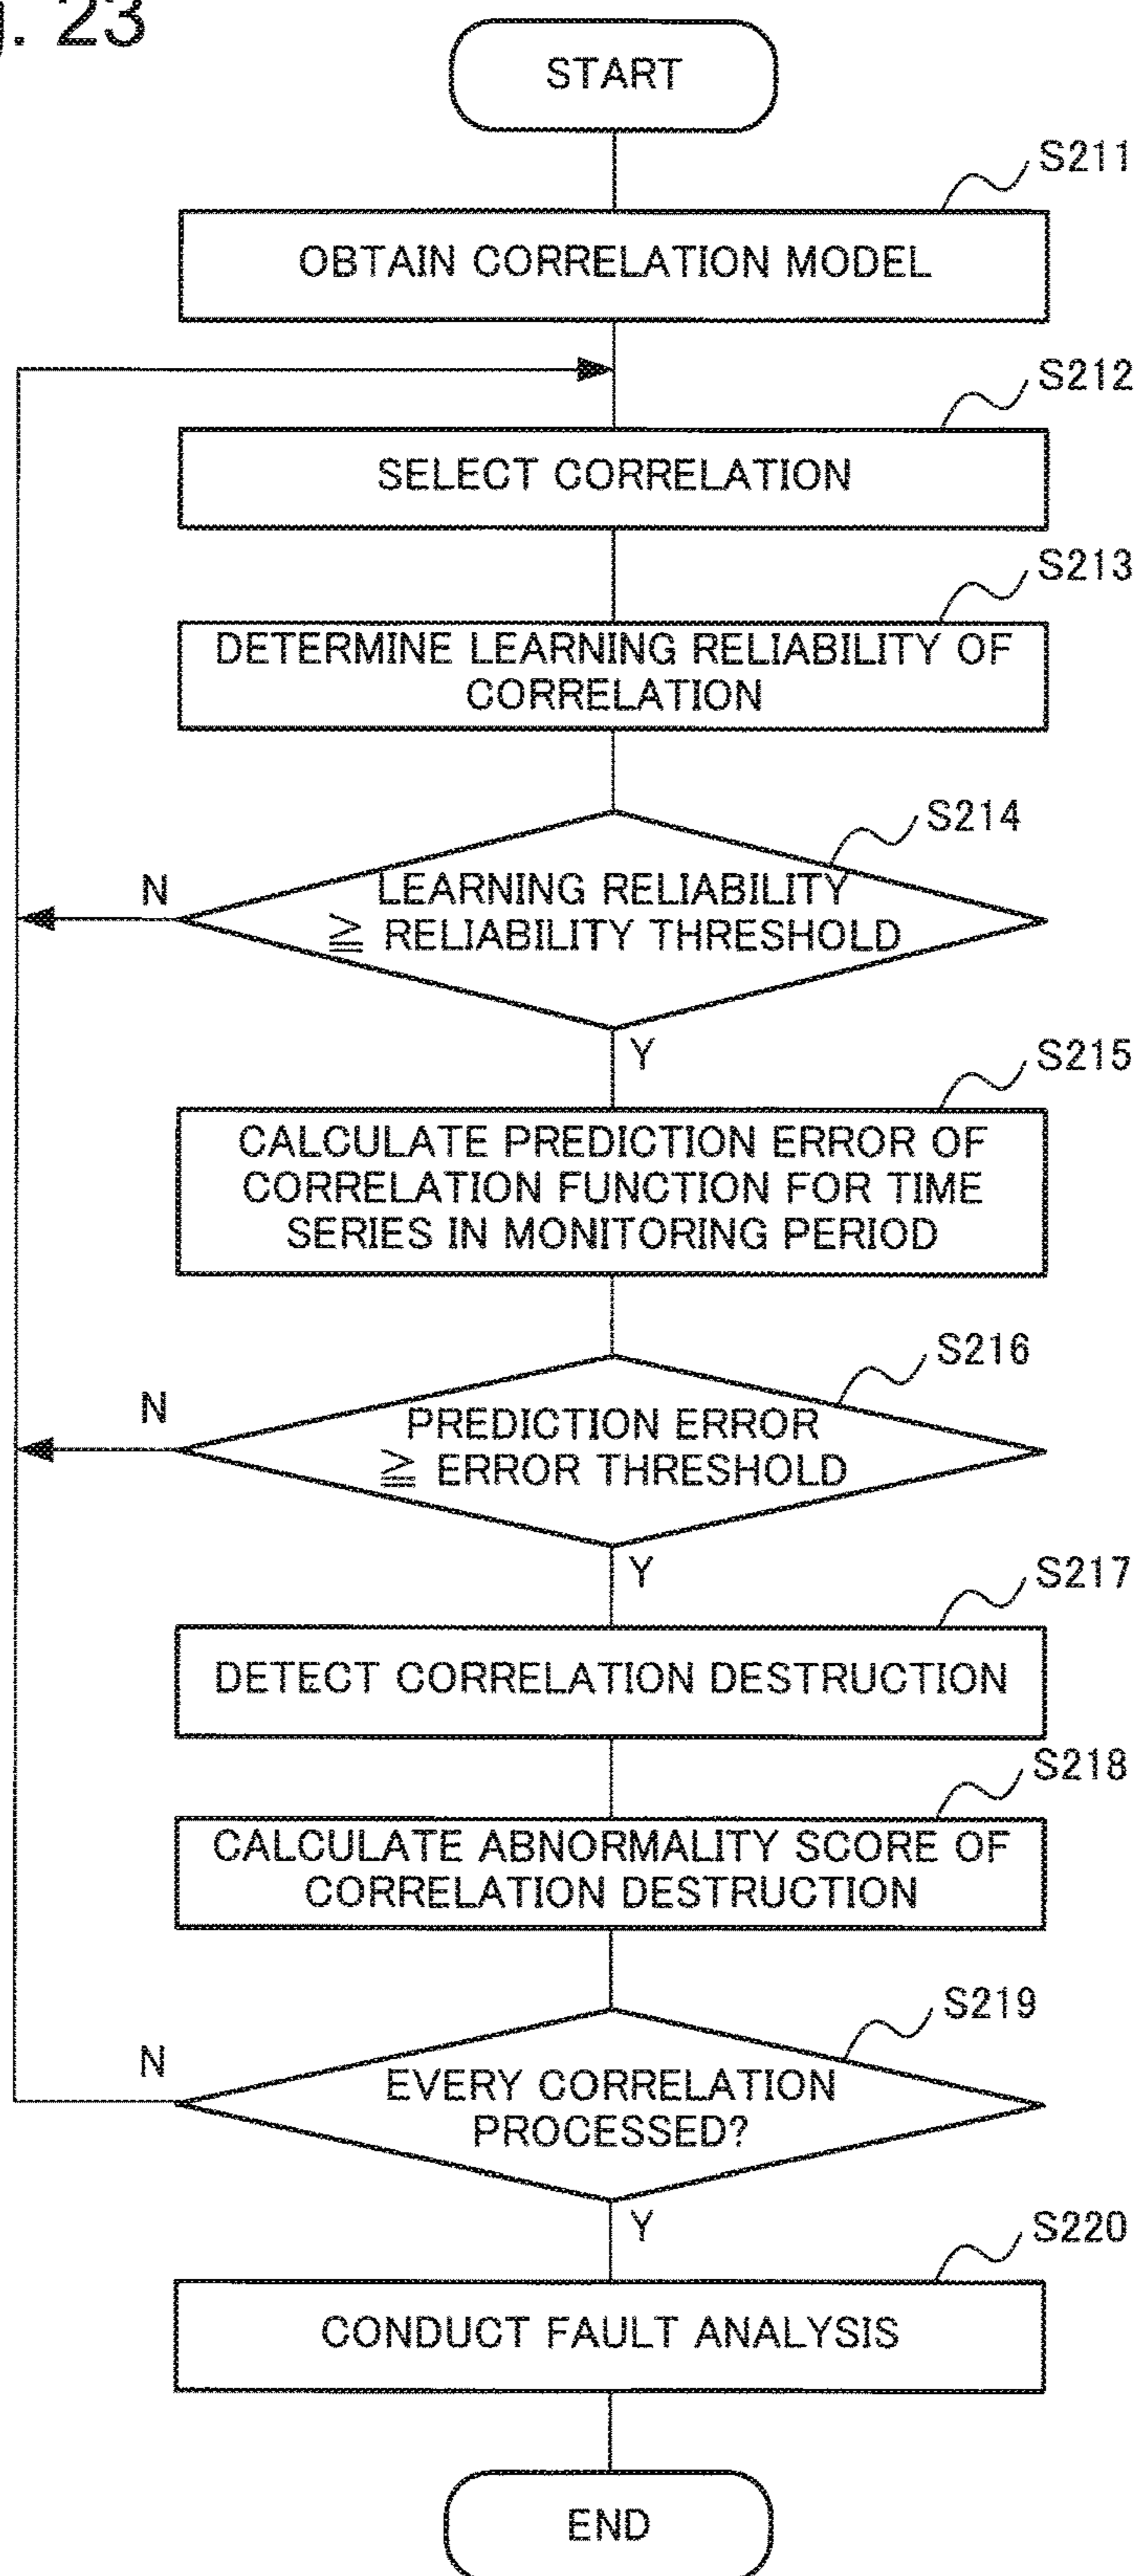 . 23
START
S211
OBTAIN CORRELATION MODEL
S212
SELECT CORRELATION
S213
DETERMINE LEARNING RELIABILITY OF
CORRELATION
S214
LEARNING RELIABILITY
≧ RELIABILITY THRESHOLD
N
Y
S215
CALCULATE PREDICTION ERROR OF
CORRELATION FUNCTION FOR TIME
SERIES IN MONITORING PERIOD
S216
PREDICTION ERROR
≧ ERROR THRESHOLD
N
Y
S217
DETECT CORRELATION DESTRUCTION
S218
CALCULATE ABNORMALITY SCORE OF
CORRELATION DESTRUCTION
S219
EVERY CORRELATION
PROCESSED?
N
Y
S220
CONDUCT FAULT ANALYSIS
END